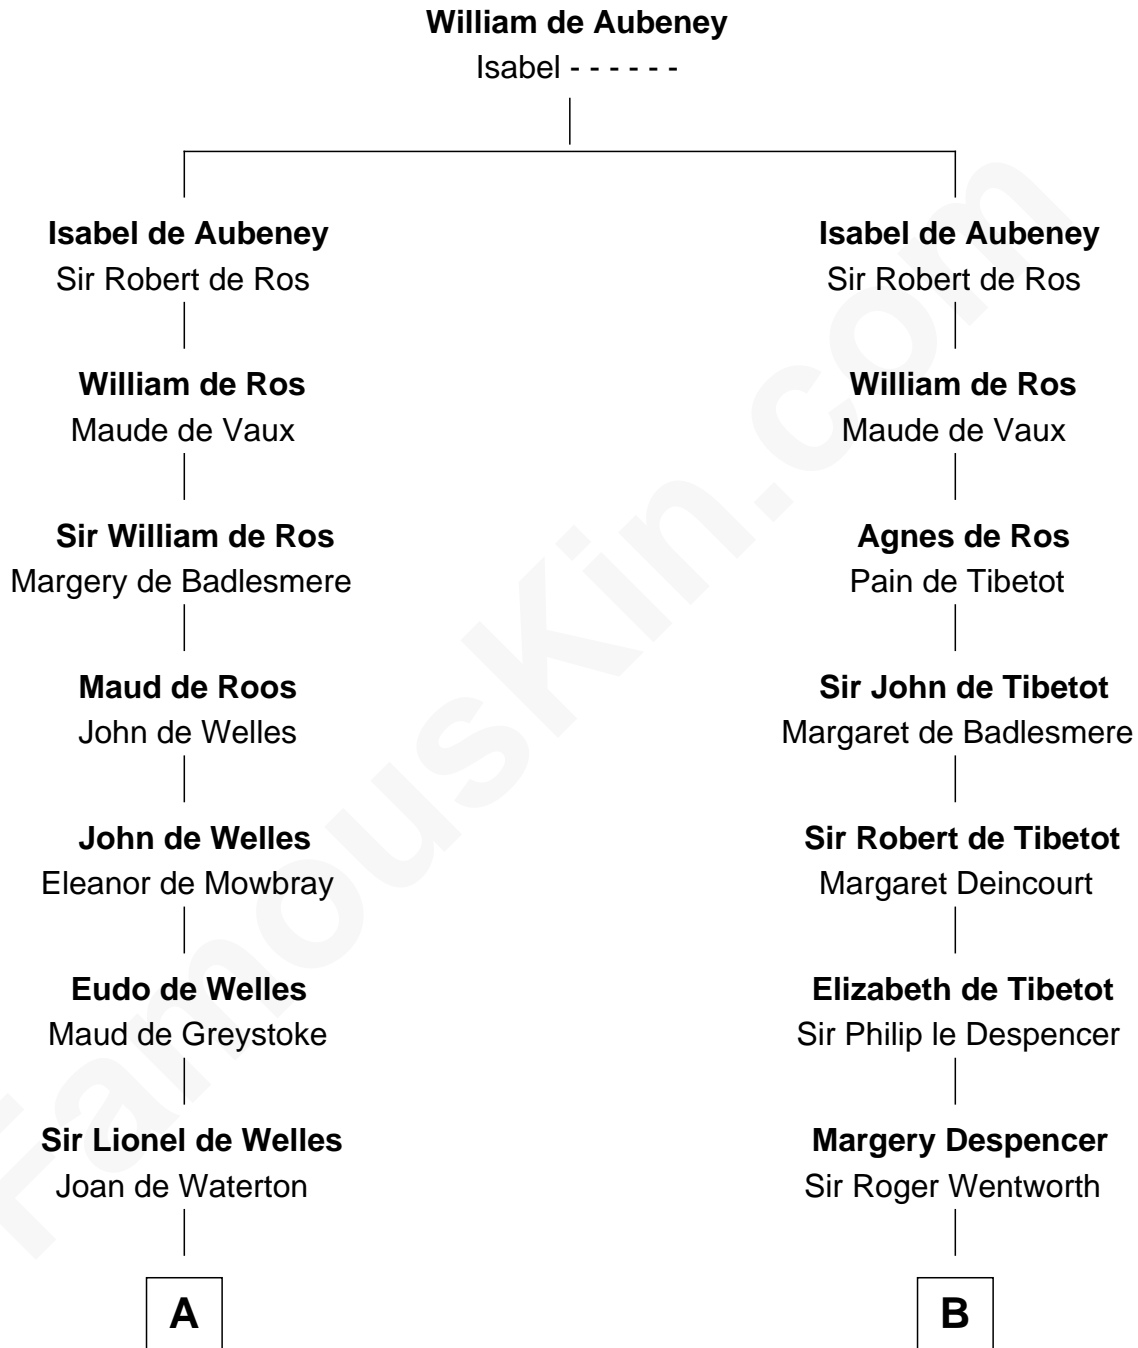 William de Aubeney
Isabel - - - - - -
Isabel de Aubeney
Sir Robert de Ros
William de Ros
Maude de Vaux
Sir William de Ros
Margery de Badlesmere
Maud de Roos
John de Welles
John de Welles
Eleanor de Mowbray
Eudo de Welles
Maud de Greystoke
Sir Lionel de Welles
Joan de Waterton
A
Isabel de Aubeney
Sir Robert de Ros
William de Ros
Maude de Vaux
Agnes de Ros
Pain de Tibetot
Sir John de Tibetot
Margaret de Badlesmere
Sir Robert de Tibetot
Margaret Deincourt
Elizabeth de Tibetot
Sir Philip le Despencer
Margery Despencer
Sir Roger Wentworth
B
FamousKin.com